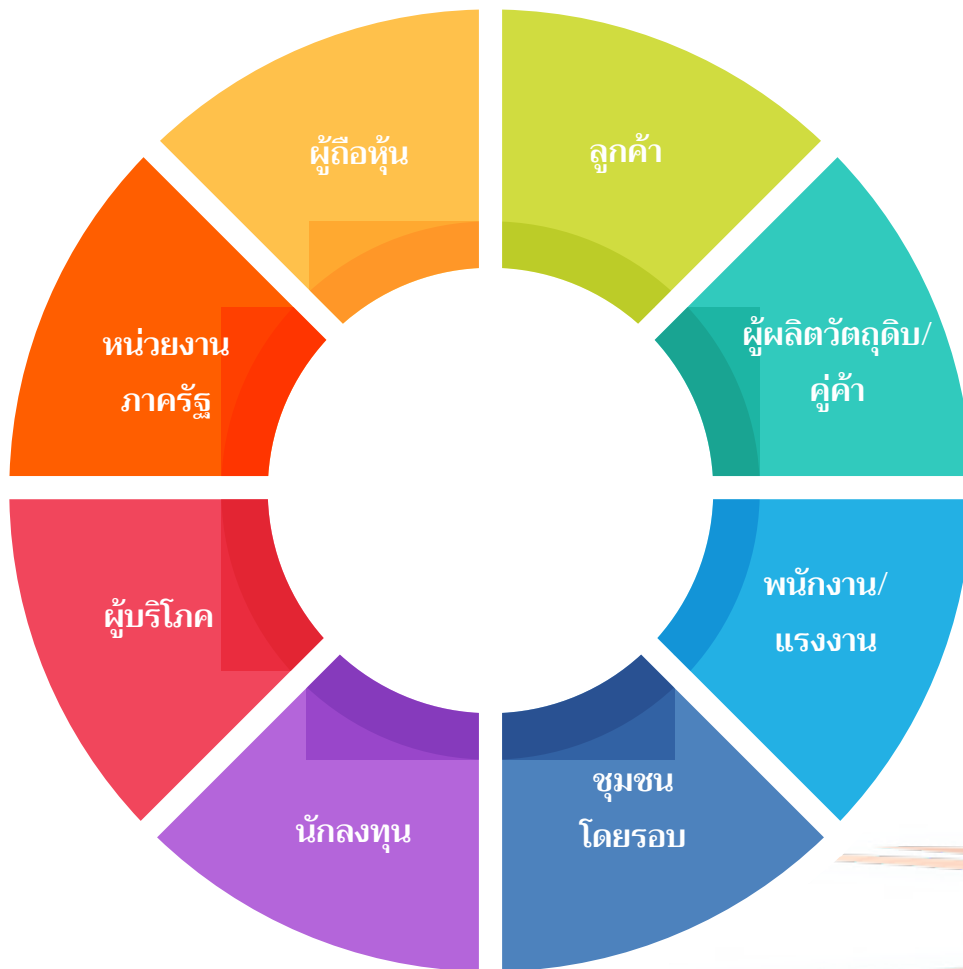 ผู้ถือหุ้น
ลูกค้า
ผู้ผลิตวัตถุดิบ/
คู่ค้า
พนักงาน/
แรงงาน
ชุมชน
โดยรอบ
นักลงทุน
ผู้บริโภค
หน่วยงาน
ภาครัฐ